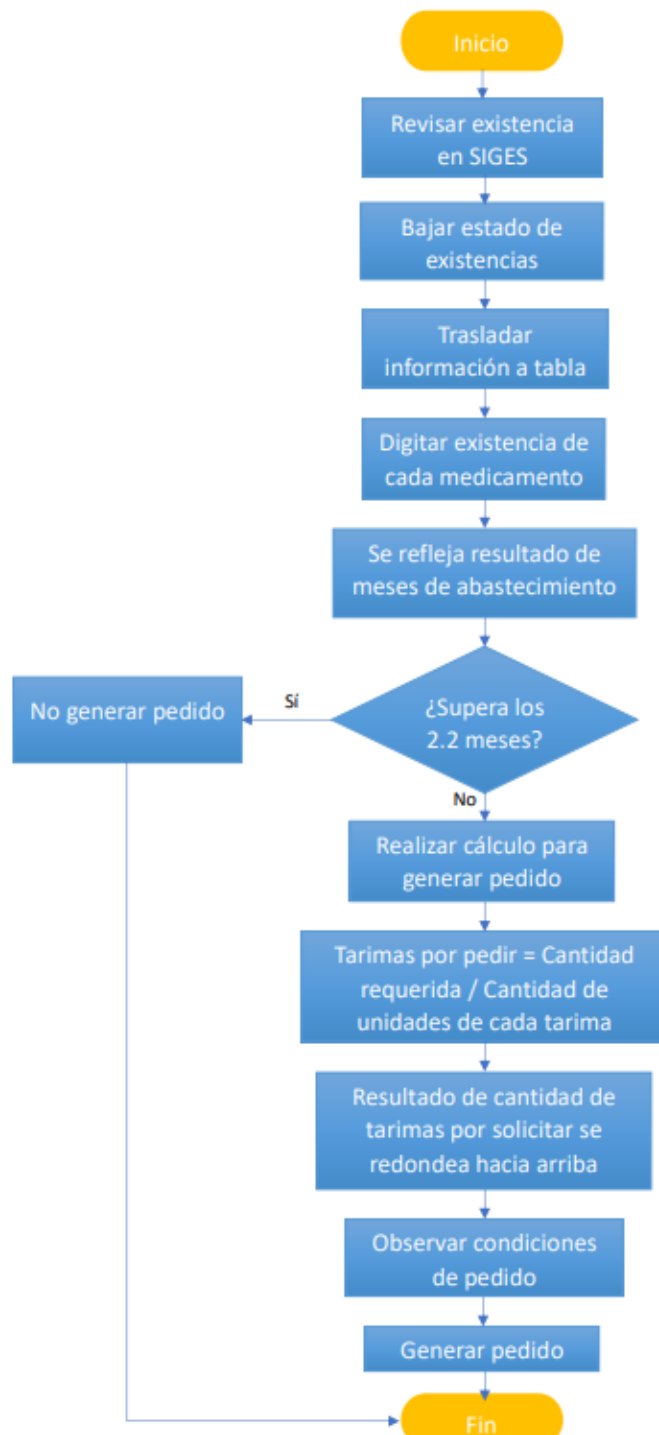 Inicio
Revisar existencia
en SIGES
Bajar estado de
existencias
Trasladar
información a tabla
Digitar existencia de
cada medicamento
Se refleja resultado de
meses de abastecimiento
No generar pedido
Sí
¿Supera los
2.2 meses?
No
Realizar cálculo para
generar pedido
Tarimas por pedir = Cantidad
requerida / Cantidad de
unidades de cada tarima
Resultado de cantidad de
tarimas por solicitar se
redondea hacia arriba
Observar condiciones
de pedido
Generar pedido
Fin